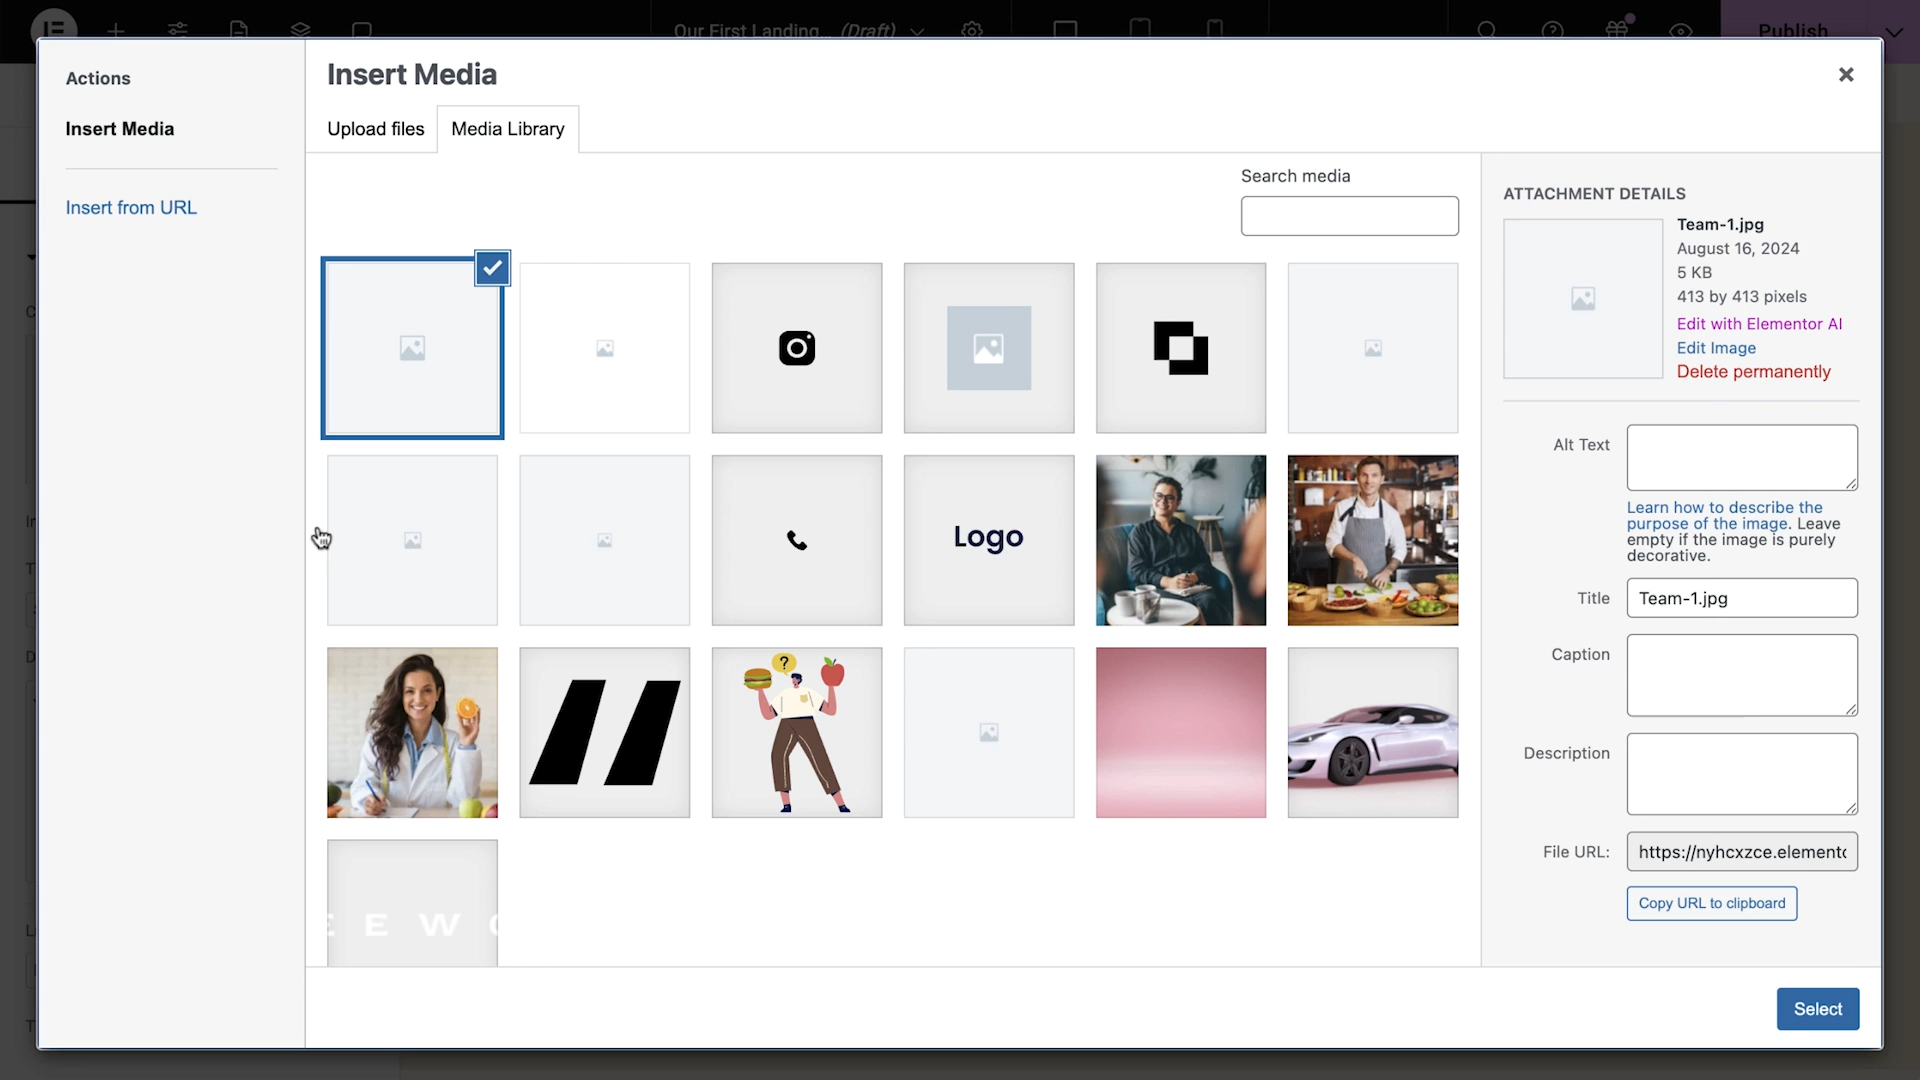 Our First Landing... (Draft)
Publish
Actions
Insert Media
Insert from URL
Insert Media
Upload files
Media Library
Search media
Logo
?
E E W
ATTACHMENT DETAILS
Team-1.jpg
August 16, 2024
5 KB
413 by 413 pixels
Edit with Elementor AI
Edit Image
Delete permanently
Alt Text
Learn how to describe the
purpose of the image. Leave
empty if the image is purely
decorative.
Title
Team-1.jpg
Caption
Description
File URL:
https://nyhcxzce.elemento
Copy URL to clipboard
Select